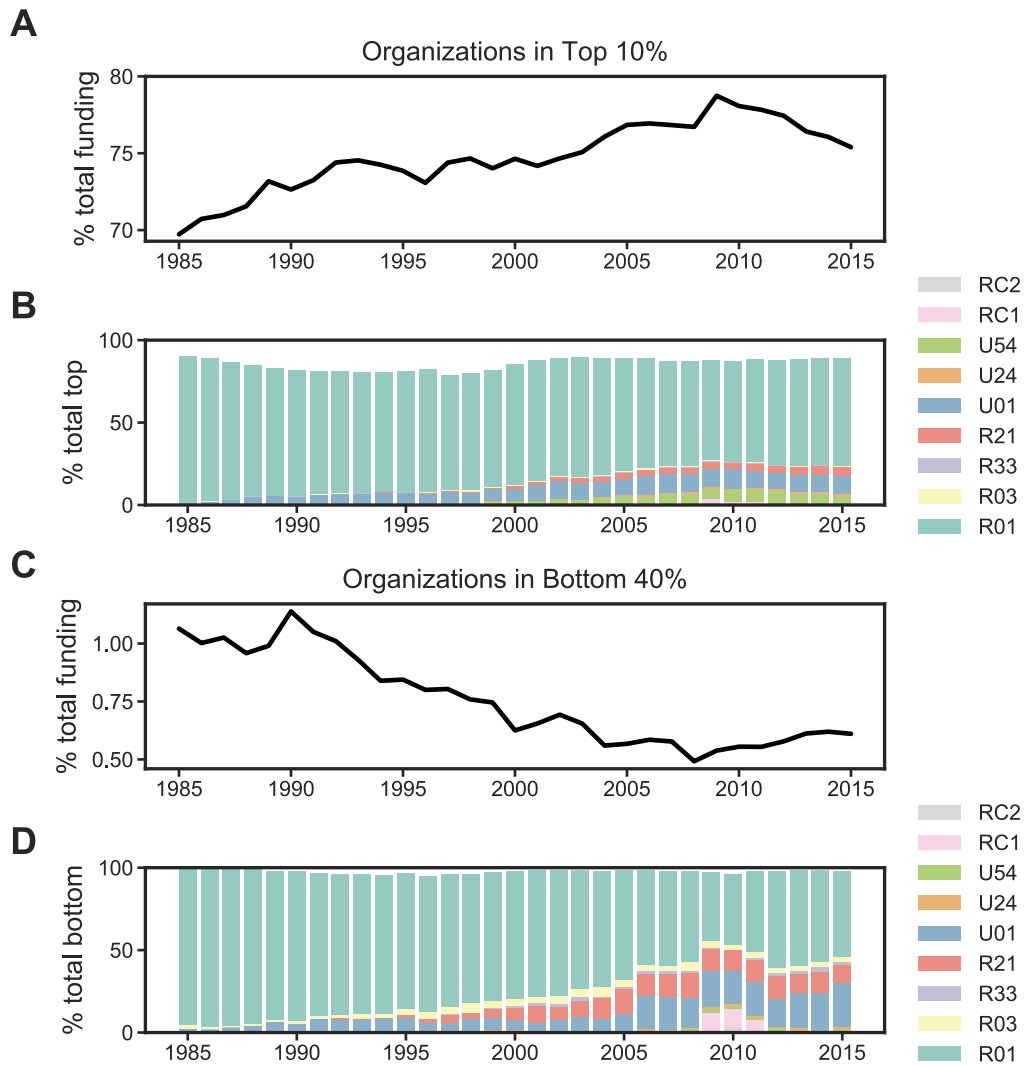 A
Organizations in Top 10%
% total funding
80
75
70
1985 1990 1995 2000 2005 2010 2015
B
% total top
100
50
0
1985 1990 1995 2000 2005 2010 2015
RC2
RC1
U54
U24
U01
R21
R33
R03
R01
C
Organizations in Bottom 40%
% total funding
1.00
0.75
0.50
1985 1990 1995 2000 2005 2010 2015
D
% total bottom
100
50
0
1985 1990 1995 2000 2005 2010 2015
RC2
RC1
U54
U24
U01
R21
R33
R03
R01